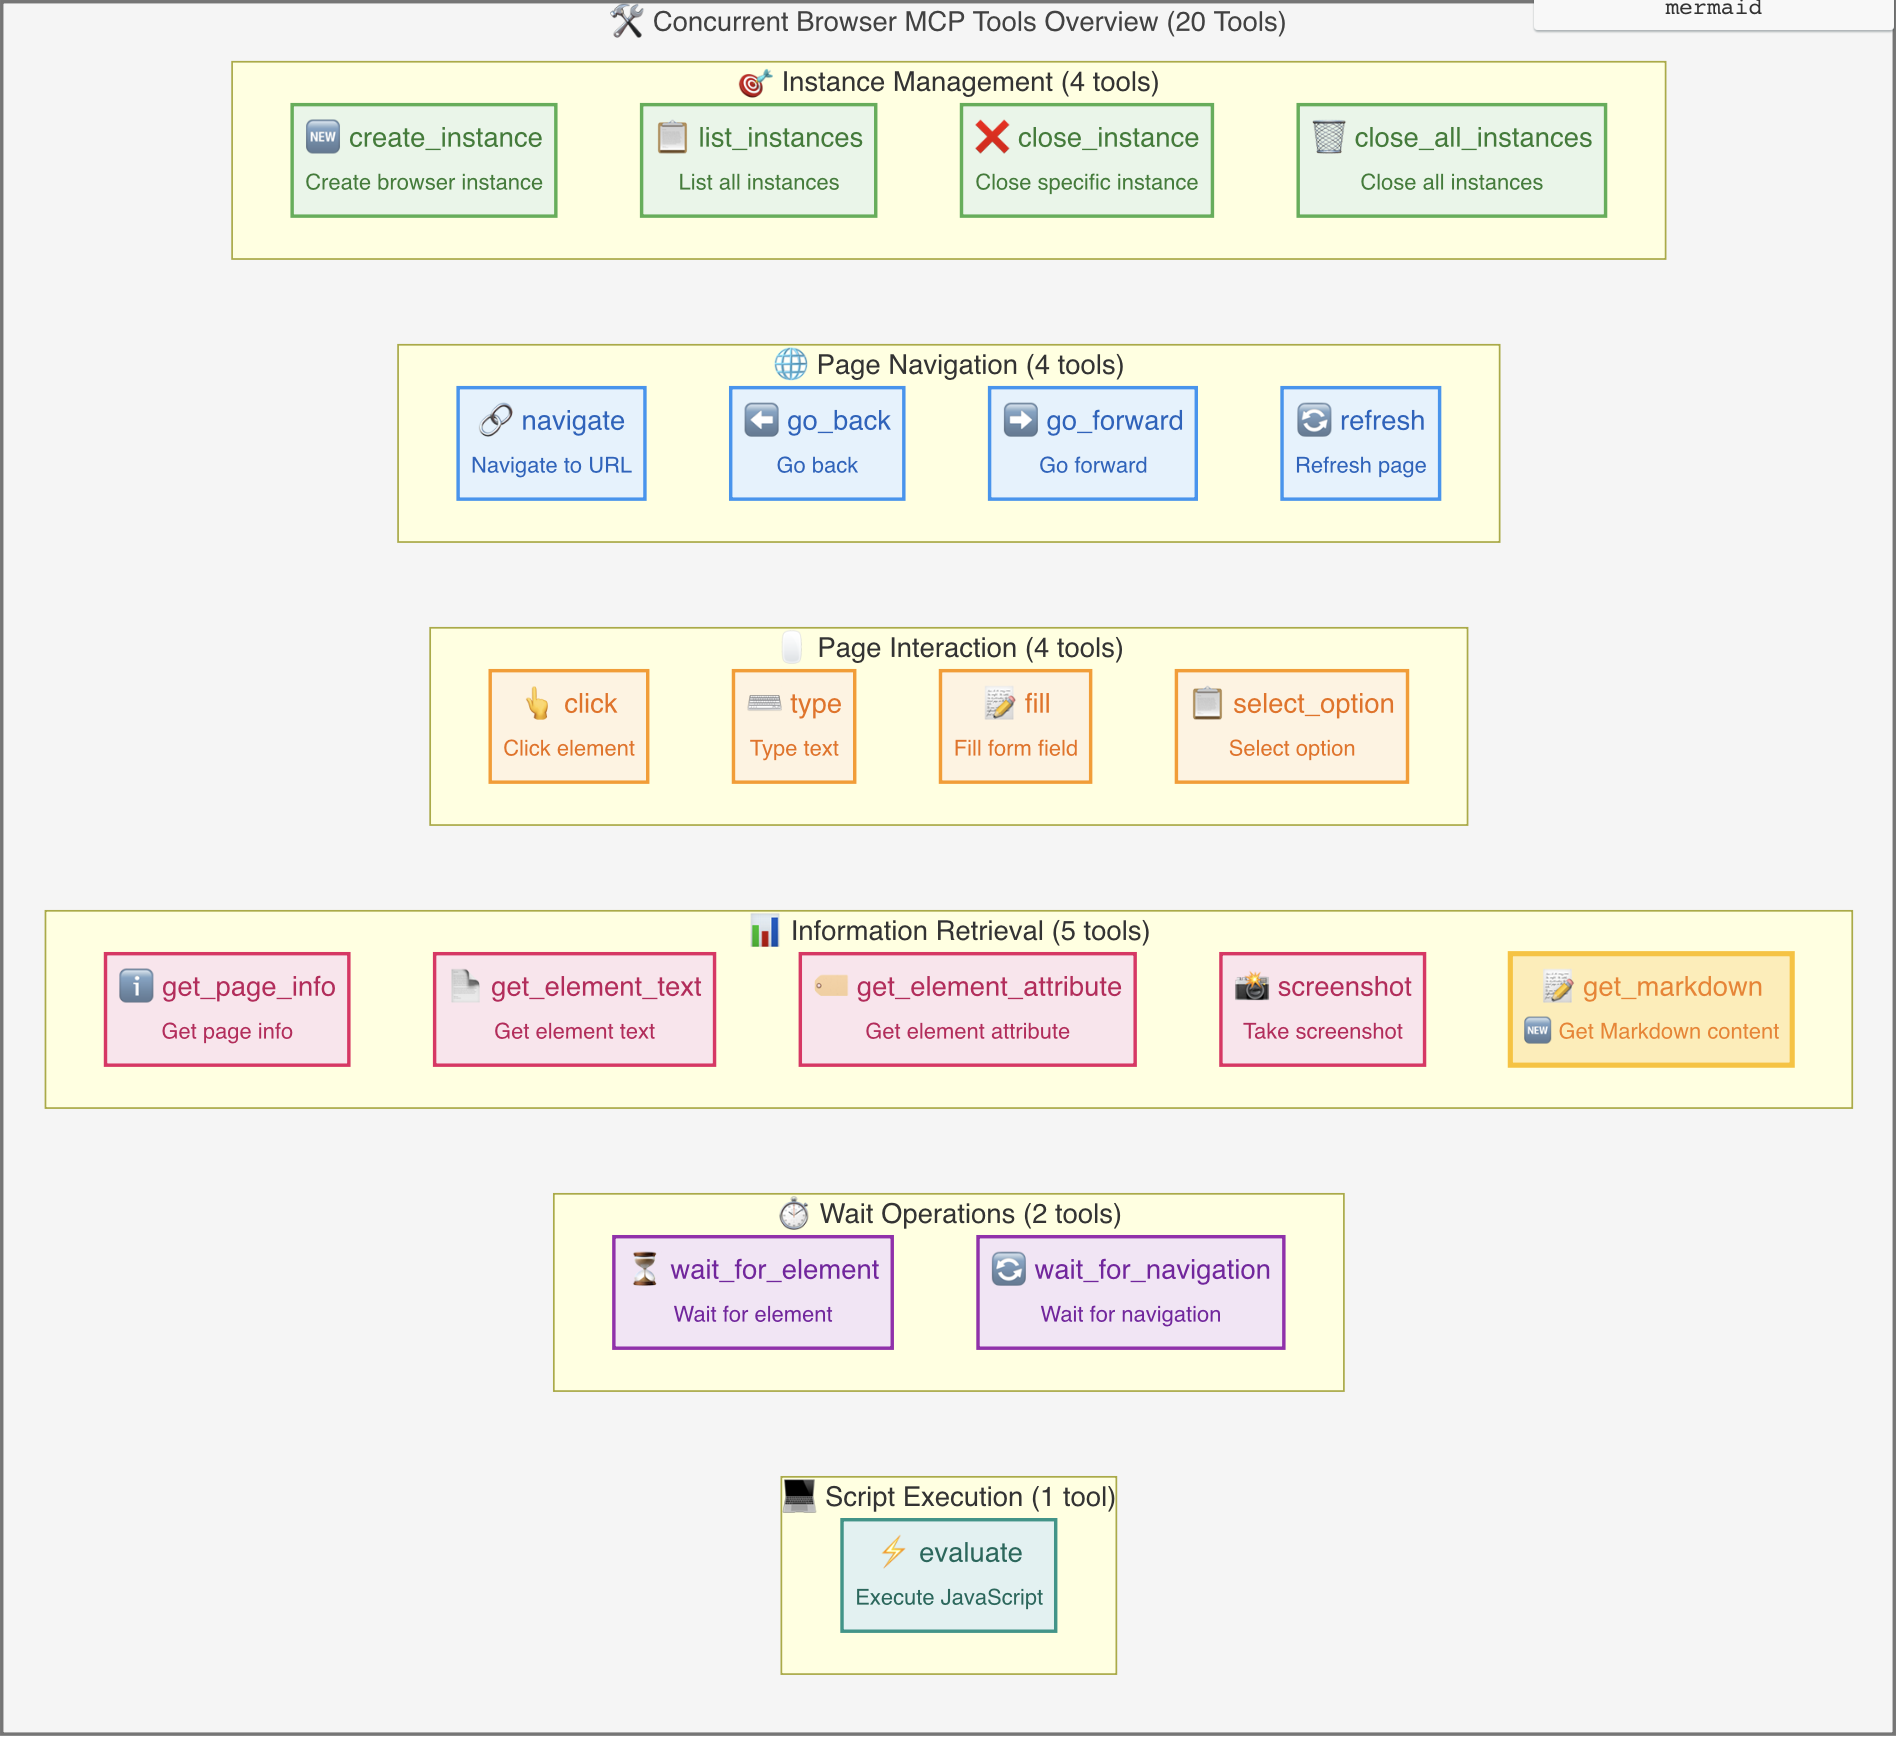 mermaid
🛠️ Concurrent Browser MCP Tools Overview (20 Tools)
🎯 Instance Management (4 tools)
🆕 create_instance
Create browser instance
📋 list_instances
List all instances
❌ close_instance
Close specific instance
🗑️ close_all_instances
Close all instances
🌐 Page Navigation (4 tools)
🔗 navigate
Navigate to URL
⬅️ go_back
Go back
➡️ go_forward
Go forward
🔄 refresh
Refresh page
🖱️ Page Interaction (4 tools)
👆 click
Click element
⌨️ type
Type text
📝 fill
Fill form field
📋 select_option
Select option
📊 Information Retrieval (5 tools)
ℹ️ get_page_info
Get page info
📄 get_element_text
Get element text
🏷️ get_element_attribute
Get element attribute
📸 screenshot
Take screenshot
📝 get_markdown
🆕 Get Markdown content
⏱️ Wait Operations (2 tools)
⏳ wait_for_element
Wait for element
🔄 wait_for_navigation
Wait for navigation
💻 Script Execution (1 tool)
⚡ evaluate
Execute JavaScript